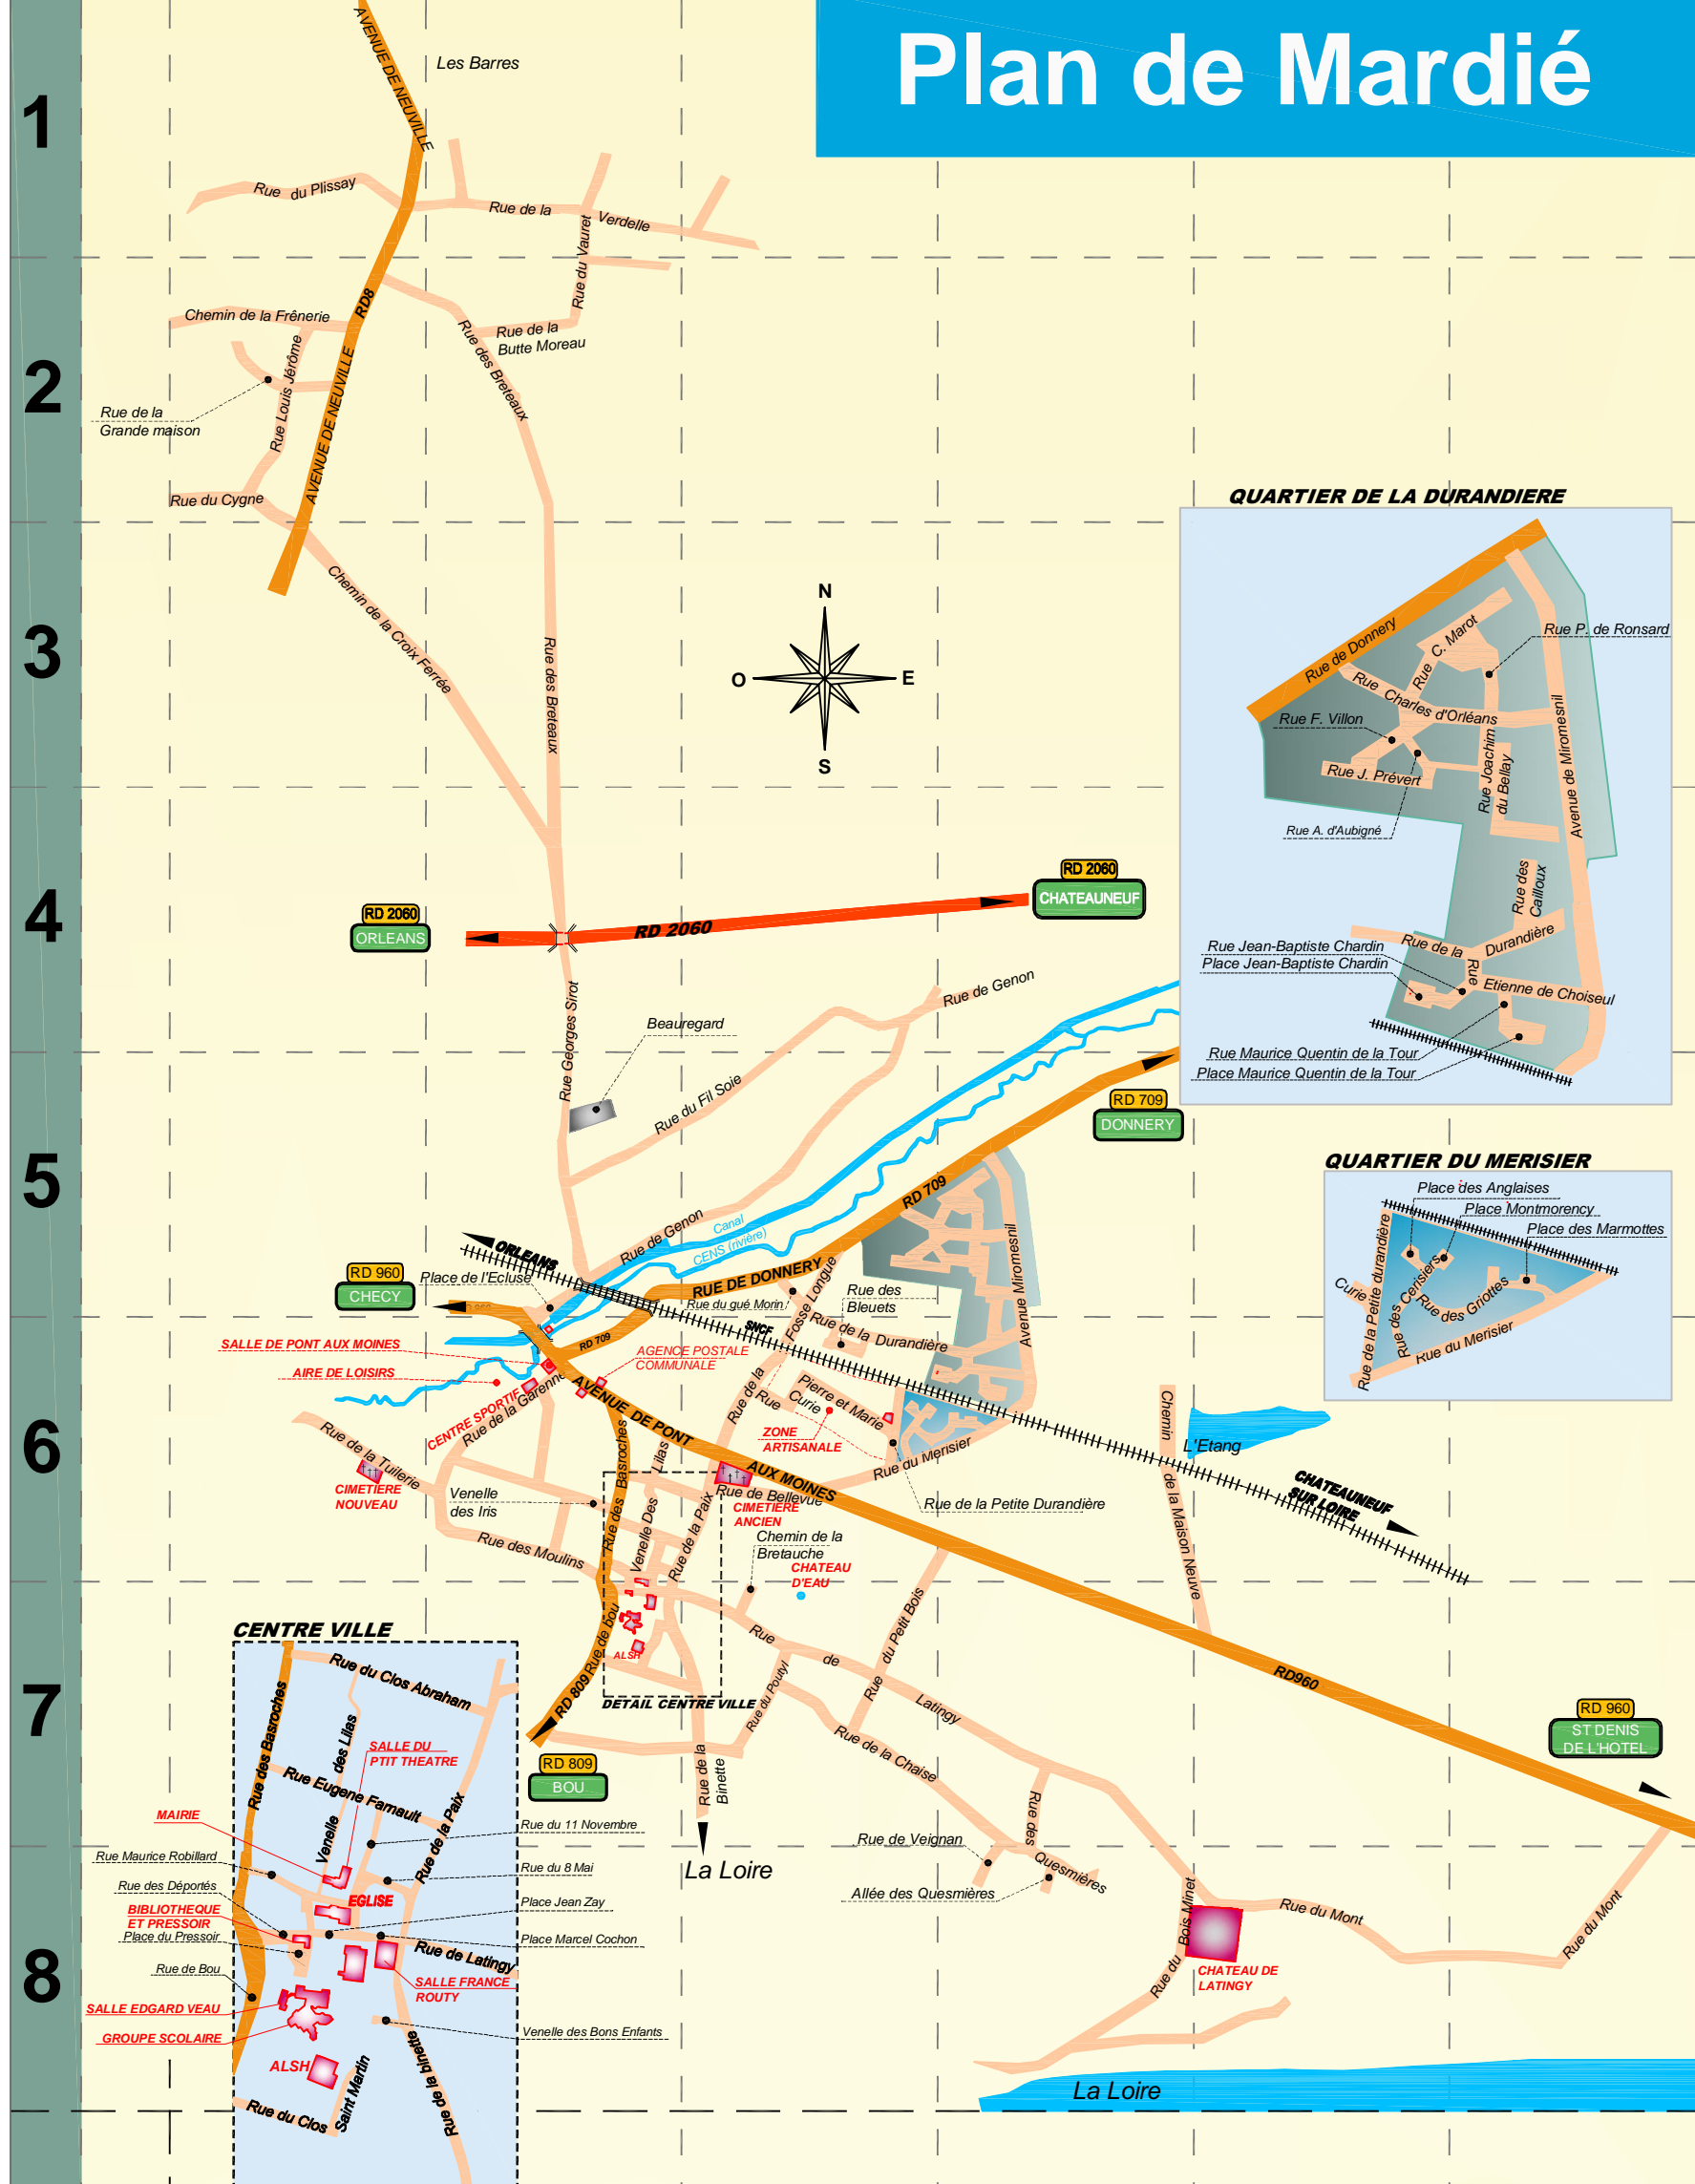 Plan de Mardié
1
2
3
4
5
6
7
8
AVENUE DE NEUVILLE
Les Barres
Rue du Plissay
Rue de la Verdelle
Rue du Vauret
RD8
Chemin de la Frênerie
Rue Louis Jérôme
AVENUE DE NEUVILLE
Rue de la
Grande maison
Rue du Cygne
Rue des Breteaux
Rue de la
Butte Moreau
Chemin de la Croix Ferrée
Rue des Breteaux
N
O
E
S
QUARTIER DE LA DURANDIERE
Rue de Donnery
Rue C. Marot
Rue P. de Ronsard
Rue Charles d'Orléans
Rue F. Villon
Rue J. Prévert
Rue Joachim
du Bellay
Avenue de Miromesnil
Rue A. d'Aubigné
Rue des
Cailloux
Rue de la Durandière
Rue Jean-Baptiste Chardin
Place Jean-Baptiste Chardin
Rue Etienne de Choiseul
Rue Maurice Quentin de la Tour
Place Maurice Quentin de la Tour
RD 2060
CHATEAUNEUF
RD 2060
ORLEANS
RD 2060
Rue Georges Sirot
Beauregard
Rue de Genon
Rue du Fil Soie
RD 709
DONNERY
RD 709
QUARTIER DU MERISIER
Place des Anglaises
Place Montmorency
Place des Marmottes
Curie
Rue de la Petite durandière
Rue des Cerisiers
Rue des Griottes
Rue du Merisier
Rue de Genon
Canal
CENS (rivière)
ORLEANS
Place de l'Ecluse
RD 960
CHECY
RD 960
RUE DE DONNERY
Rue du gué Morin
Rue de la Fosse Longue
Rue des
Bleuets
Rue de la Durandière
Avenue Miromesnil
SNCF
RD 709
SALLE DE PONT AUX MOINES
AIRE DE LOISIRS
AGENCE POSTALE
COMMUNALE
CENTRE SPORTIF
Rue de la Garenne
AVENUE DE PONT AUX MOINES
Rue Pierre et Marie
Curie
ZONE
ARTISANALE
Rue du Merisier
Rue de la Petite Durandière
Chemin de la Maison Neuve
L'Etang
CHATEAUNEUF
SUR LOIRE
Rue de la Tuilerie
CIMETIERE
NOUVEAU
Venelle
des Iris
Rue des Basroches
Venelle Des Lilas
Rue de la Paix
Rue de Bellevue
CIMETIERE
ANCIEN
Chemin de la
Bretauche
CHATEAU
D'EAU
Rue des Moulins
Rue de bou
RD 809
ALSH
DETAIL CENTRE VILLE
RD 809
BOU
Rue du Poutyl
Rue de la
Binette
La Loire
Rue de Latingy
Rue du Petit Bois
Rue de la Chaise
RD960
RD 960
ST DENIS
DE L'HOTEL
Rue des Quesmières
Rue de Veignan
Allée des Quesmières
Rue du Bois Minet
Rue du Mont
Rue du Mont
CHATEAU DE
LATINGY
La Loire
CENTRE VILLE
Rue du Clos Abraham
Rue des Basroches
Venelle des Lilas
SALLE DU
PTIT THEATRE
Rue Eugene Farnault
Rue de la Paix
MAIRIE
Rue du 11 Novembre
Rue Maurice Robillard
Rue du 8 Mai
Rue des Déportés
EGLISE
Place Jean Zay
BIBLIOTHEQUE
ET PRESSOIR
Place du Pressoir
Place Marcel Cochon
Rue de Latingy
Rue de Bou
SALLE FRANCE
ROUTY
SALLE EDGARD VEAU
GROUPE SCOLAIRE
Venelle des Bons Enfants
ALSH
Rue de la binette
Rue du Clos Saint Martin